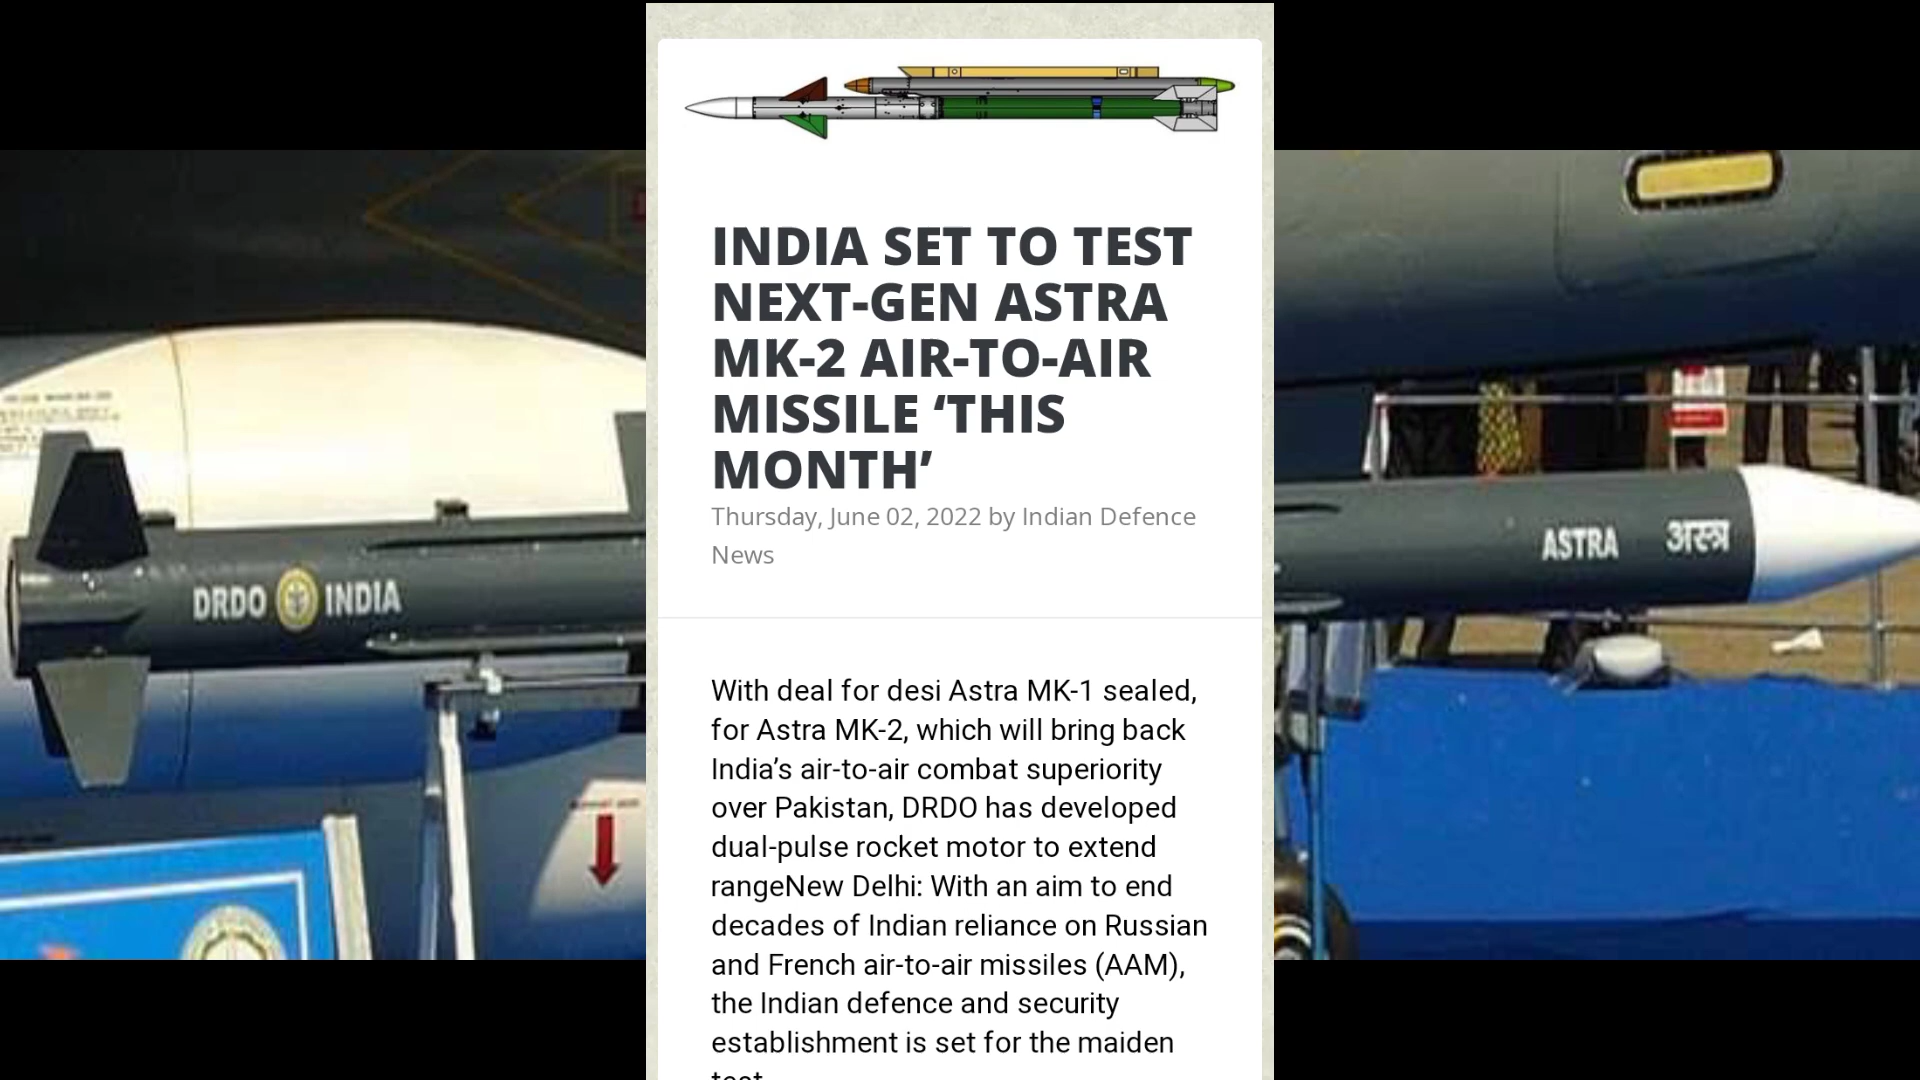 INDIA SET TO TEST
NEXT-GEN ASTRA
MK-2 AIR-TO-AIR
MISSILE ‘THIS
MONTH’
Thursday, June 02, 2022 by Indian Defence
News
With deal for desi Astra MK-1 sealed,
for Astra MK-2, which will bring back
India’s air-to-air combat superiority
over Pakistan, DRDO has developed
dual-pulse rocket motor to extend
rangeNew Delhi: With an aim to end
decades of Indian reliance on Russian
and French air-to-air missiles (AAM),
the Indian defence and security
establishment is set for the maiden
DRDO INDIA
ASTRA अस्त्र